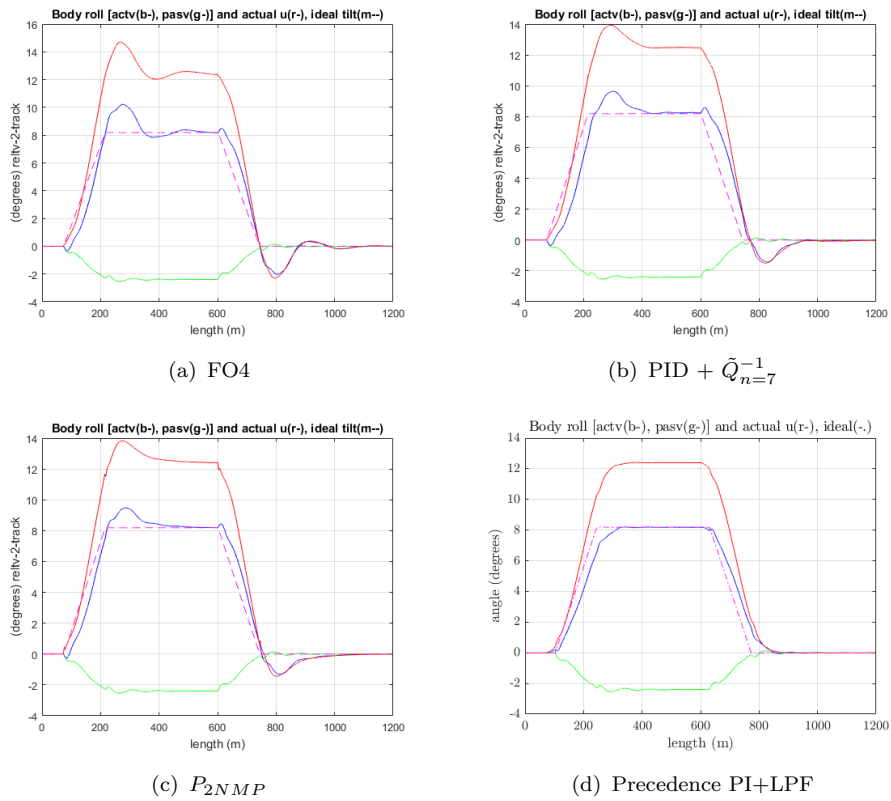 Body roll [actv(b-), pasv(g-)] and actual u(r-), ideal tilt(m--)
16
14
12
10
8
6
4
2
0
-2
-4
(degrees) reltv-2-track
0 200 400 600 800 1000 1200
length (m)
(a) FO4
Body roll [actv(b-), pasv(g-)] and actual u(r-), ideal tilt(m--)
14
12
10
8
6
4
2
0
-2
-4
(degrees) reltv-2-track
0 200 400 600 800 1000 1200
length (m)
(b) PID + Q̃⁻¹ₙ₌₇
Body roll [actv(b-), pasv(g-)] and actual u(r-), ideal tilt(m--)
14
12
10
8
6
4
2
0
-2
-4
(degrees) reltv-2-track
0 200 400 600 800 1000 1200
length (m)
(c) P2NMP
Body roll [actv(b-), pasv(g-)] and actual u(r-), ideal(-.)
14
12
10
8
6
4
2
0
-2
-4
angle (degrees)
0 200 400 600 800 1000 1200
length (m)
(d) Precedence PI+LPF